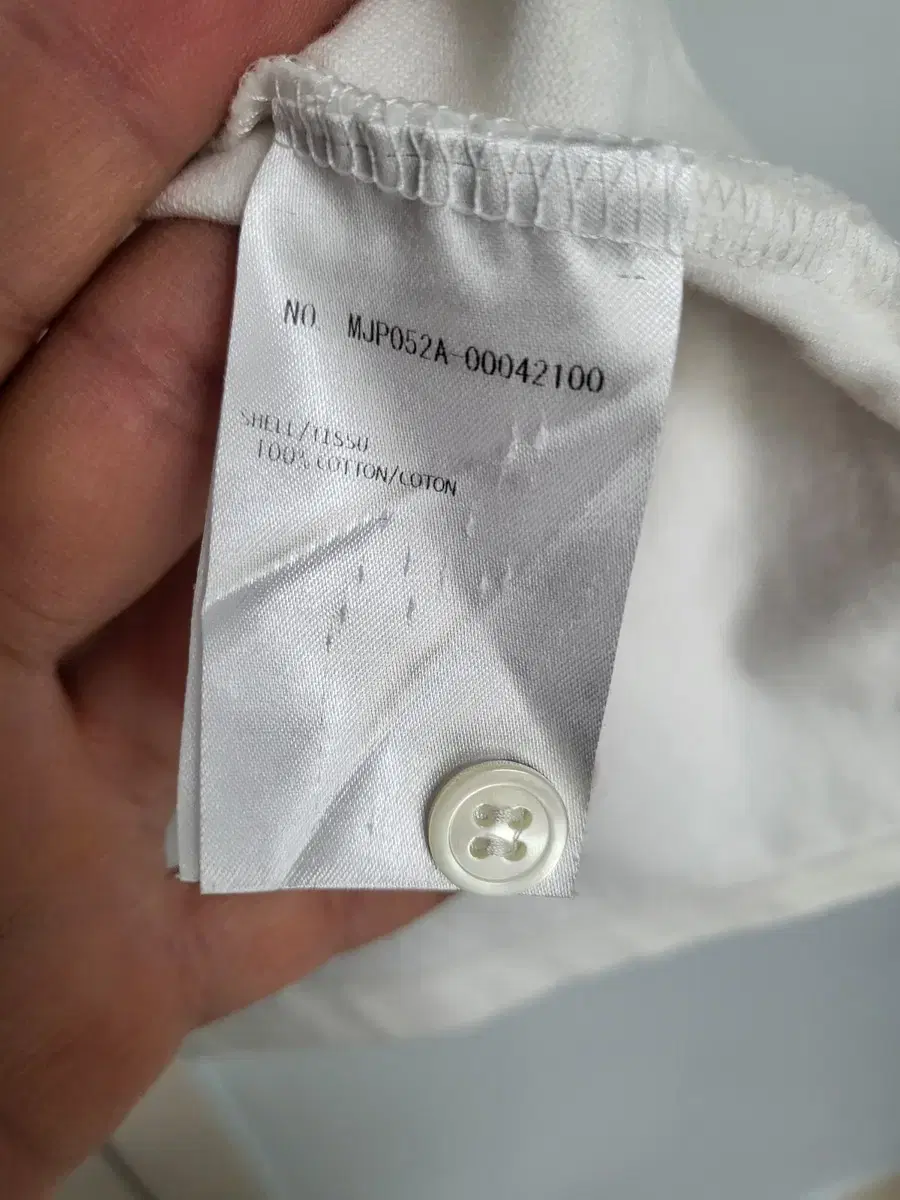 NO. MJP052A-00042100
SHELL/TISSU
100% COTTON/COTON